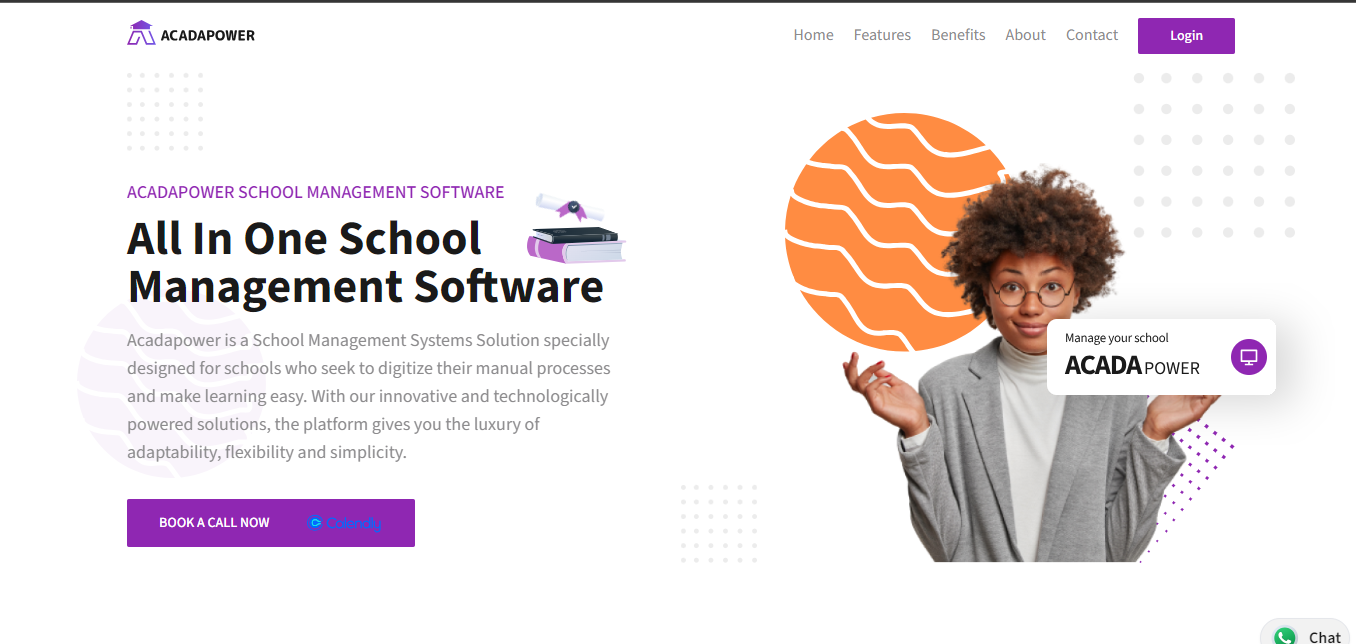 ACADAPOWER
Home Features Benefits About Contact Login
ACADAPOWER SCHOOL MANAGEMENT SOFTWARE
All In One School
Management Software
Acadapower is a School Management Systems Solution specially
designed for schools who seek to digitize their manual processes
and make learning easy. With our innovative and technologically
powered solutions, the platform gives you the luxury of
adaptability, flexibility and simplicity.
BOOK A CALL NOW Calendly
Manage your school
ACADAPOWER
Chat